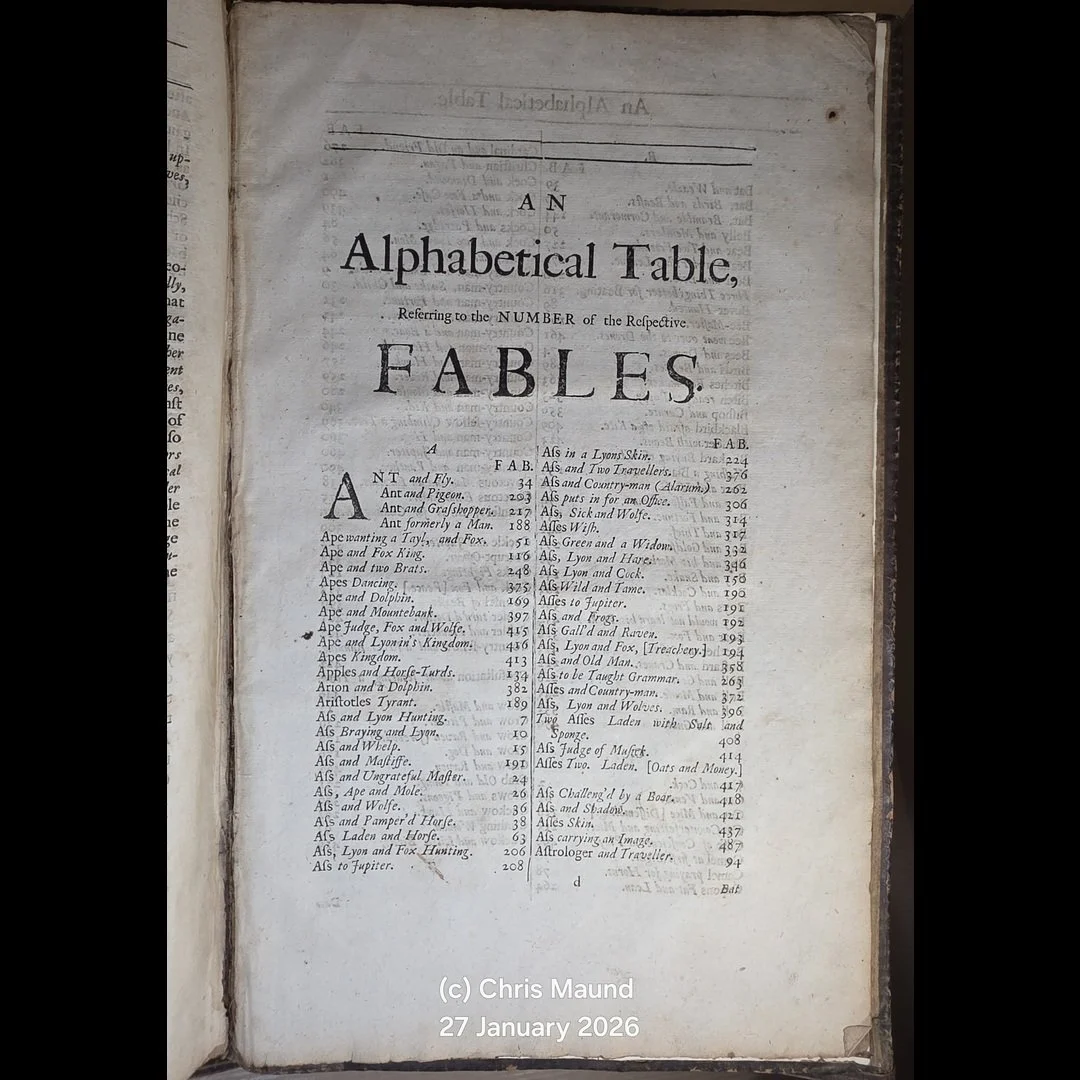 AN
Alphabetical Table,
Referring to the NUMBER of the Reſpective
FABLES.
A
F A B.
ANT and Fly. 34
Ant and Pigeon. 203
Ant and Graſshopper. 217
Ant formerly a Man. 188
Ape wanting a Tayl, and Fox. 51
Ape and Fox King. 116
Ape and two Brats. 248
Apes Dancing. 375
Ape and Dolphin. 169
Ape and Mountebank. 397
Ape Judge, Fox and Wolfe. 415
Ape and Lyon in's Kingdom. 416
Apes Kingdom. 413
Apples and Horſe-Turds. 134
Arion and a Dolphin. 382
Ariſtotles Tyrant. 189
Aſs and Lyon Hunting. 7
Aſs Braying and Lyon. 10
Aſs and Whelp. 15
Aſs and Maſtiffe. 191
Aſs and Ungrateful Maſter. 24
Aſs, Ape and Mole. 26
Aſs and Wolfe. 36
Aſs and Pamper'd Horſe. 38
Aſs Laden and Horſe. 63
Aſs, Lyon and Fox Hunting. 206
Aſs to Jupiter. 208
F A B.
Aſs in a Lyons Skin. 224
Aſs and Two Travellers. 376
Aſs and Country-man (Alarum.) 262
Aſs puts in for an Office. 306
Aſs, Sick and Wolfe. 314
Aſſes Wiſh. 317
Aſs Green and a Widow. 332
Aſs, Lyon and Hare. 346
Aſs Lyon and Cock. 158
Aſs Wild and Tame. 190
Aſſes to Jupiter. 191
Aſs and Frogs. 192
Aſs Gall'd and Raven. 193
Aſs, Lyon and Fox, [Treachery.] 194
Aſs and Old Man. 358
Aſs to be Taught Grammar. 263
Aſſes and Country-man. 372
Aſs, Lyon and Wolves. 396
Two Aſſes Laden with Salt and
Sponge. 408
Aſs Judge of Muſick. 414
Aſſes Two. Laden. [Oats and Money.]
417
Aſs Challeng'd by a Boar. 418
Aſs and Shadow. 421
Aſſes Skin. 437
Aſs carrying an Image. 487
Aſtrologer and Traveller. 94
d
Bat
(c) Chris Maund
27 January 2026